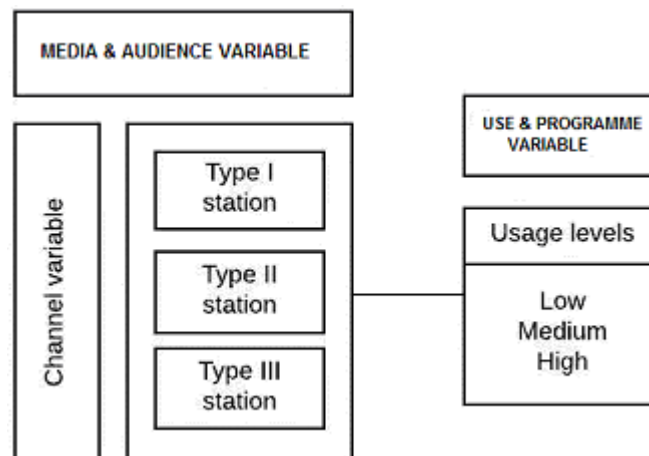 MEDIA & AUDIENCE VARIABLE
USE & PROGRAMME
VARIABLE
Channel variable
Type I
station
Type II
station
Type III
station
Usage levels
Low
Medium
High